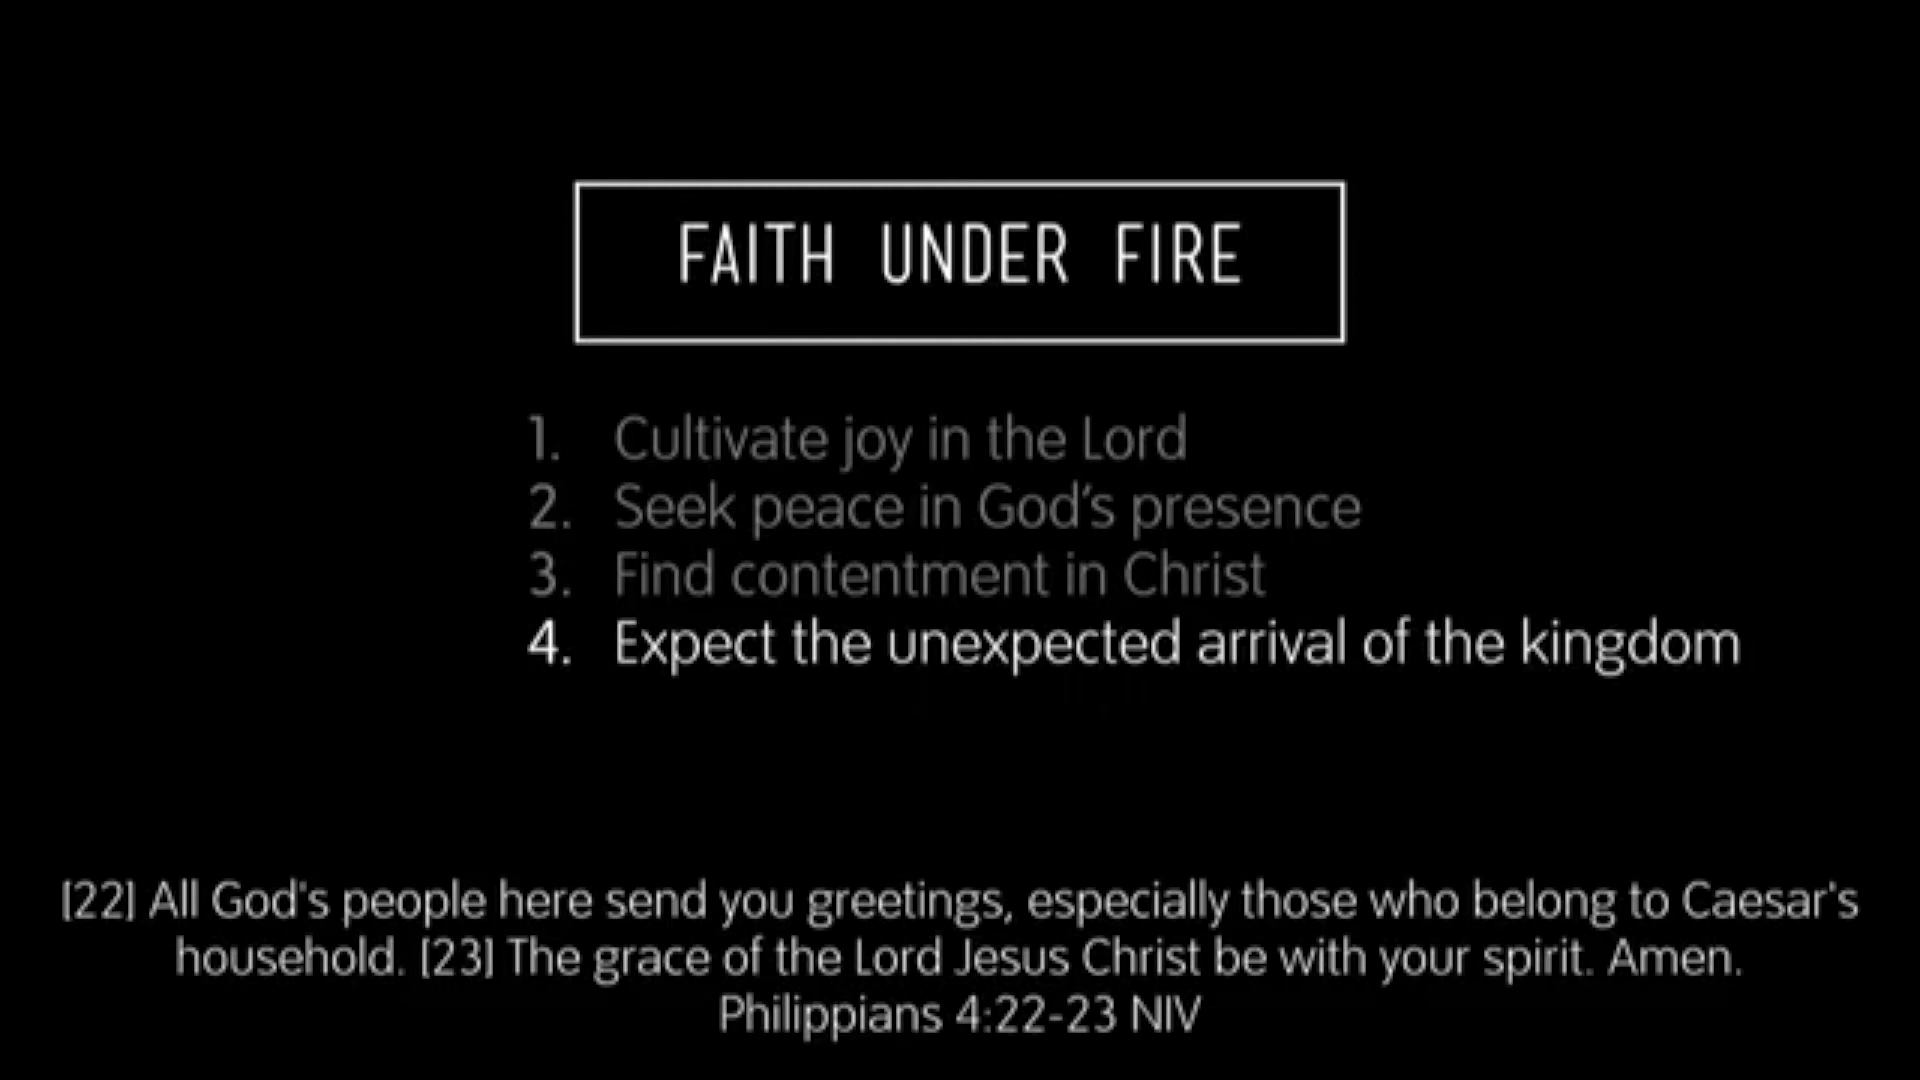 FAITH UNDER FIRE
1. Cultivate joy in the Lord
2. Seek peace in God’s presence
3. Find contentment in Christ
4. Expect the unexpected arrival of the kingdom
[22] All God's people here send you greetings, especially those who belong to Caesar's
household. [23] The grace of the Lord Jesus Christ be with your spirit. Amen.
Philippians 4:22-23 NIV